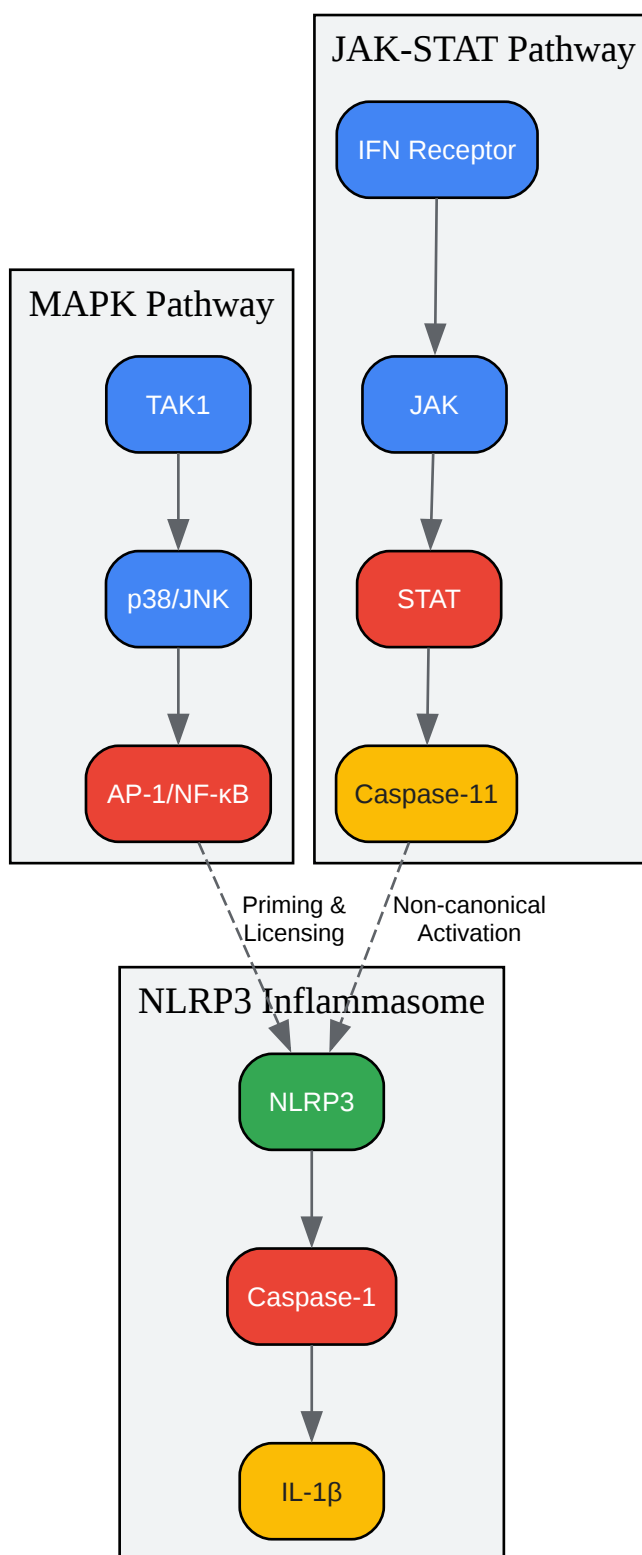 JAK-STAT Pathway
IFN Receptor
MAPK Pathway
TAK1
JAK
p38/JNK
STAT
AP-1/NF-κB
Caspase-11
Priming &
Licensing
Non-canonical
Activation
NLRP3 Inflammasome
NLRP3
Caspase-1
IL-1β